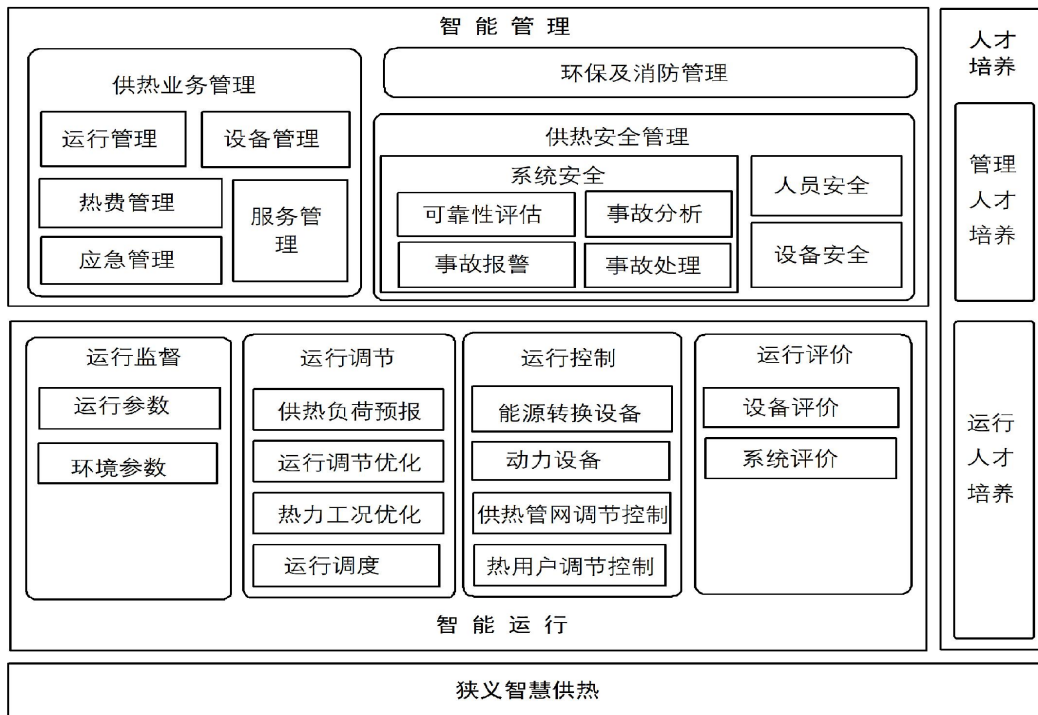 智能管理
供热业务管理
运行管理
设备管理
热费管理
服务管
理
应急管理
环保及消防管理
供热安全管理
系统安全
可靠性评估
事故分析
事故报警
事故处理
人员安全
设备安全
运行监督
运行参数
环境参数
运行调节
供热负荷预报
运行调节优化
热力工况优化
运行调度
运行控制
能源转换设备
动力设备
供热管网调节控制
热用户调节控制
运行评价
设备评价
系统评价
智能运行
人才
培养
管理
人才
培养
运行
人才
培养
狭义智慧供热